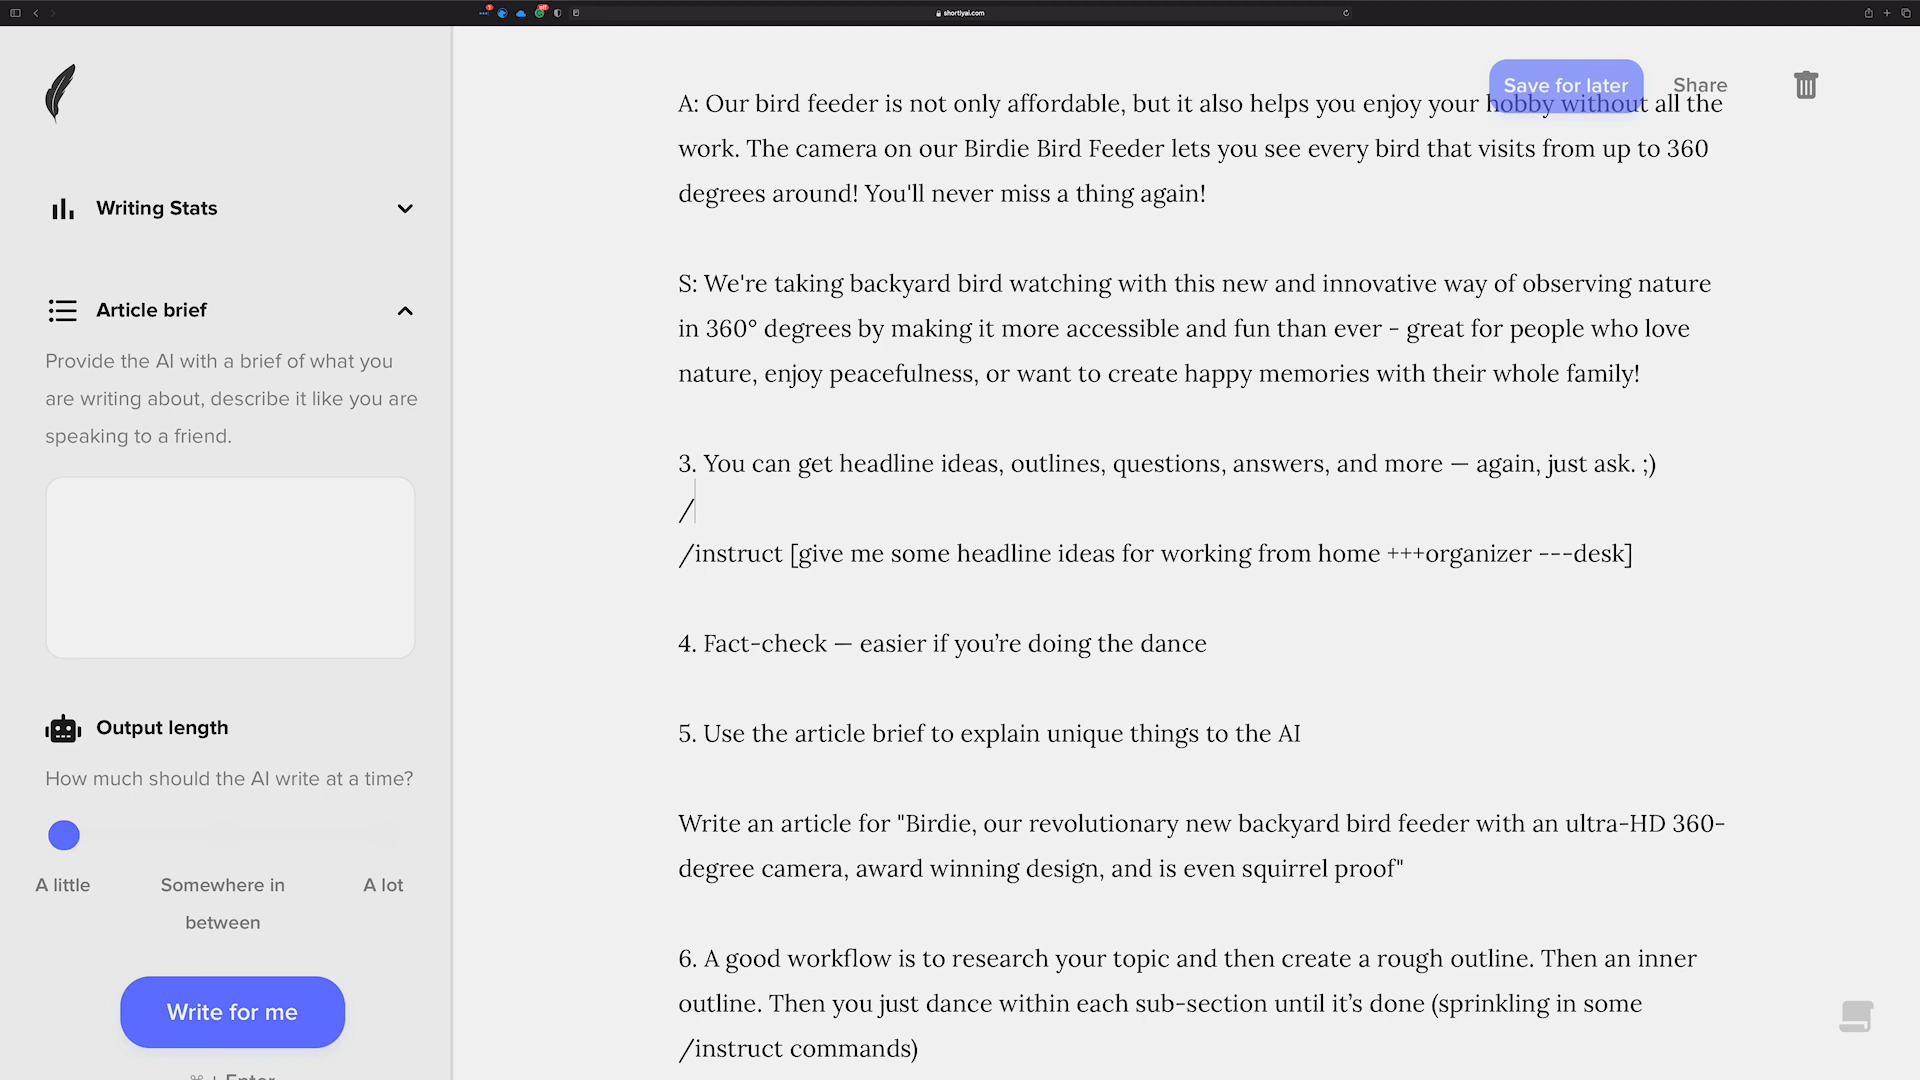 shortlyai.com
Save for later
Share
Writing Stats
Article brief
Provide the AI with a brief of what you
are writing about, describe it like you are
speaking to a friend.
Output length
How much should the AI write at a time?
A little
Somewhere in
between
A lot
Write for me
⌘ + Enter
A: Our bird feeder is not only affordable, but it also helps you enjoy your hobby without all the
work. The camera on our Birdie Bird Feeder lets you see every bird that visits from up to 360
degrees around! You'll never miss a thing again!
S: We're taking backyard bird watching with this new and innovative way of observing nature
in 360° degrees by making it more accessible and fun than ever - great for people who love
nature, enjoy peacefulness, or want to create happy memories with their whole family!
3. You can get headline ideas, outlines, questions, answers, and more — again, just ask. ;)
/
/instruct [give me some headline ideas for working from home +++organizer ---desk]
4. Fact-check — easier if you’re doing the dance
5. Use the article brief to explain unique things to the AI
Write an article for "Birdie, our revolutionary new backyard bird feeder with an ultra-HD 360-
degree camera, award winning design, and is even squirrel proof"
6. A good workflow is to research your topic and then create a rough outline. Then an inner
outline. Then you just dance within each sub-section until it’s done (sprinkling in some
/instruct commands)